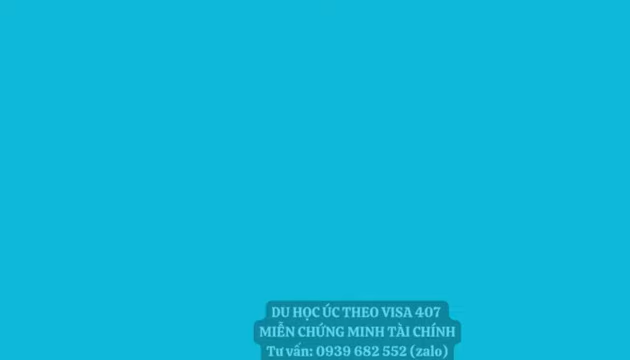 DU HỌC ÚC THEO VISA 407
MIỄN CHỨNG MINH TÀI CHÍNH
Tư vấn: 0939 682 552 (zalo)